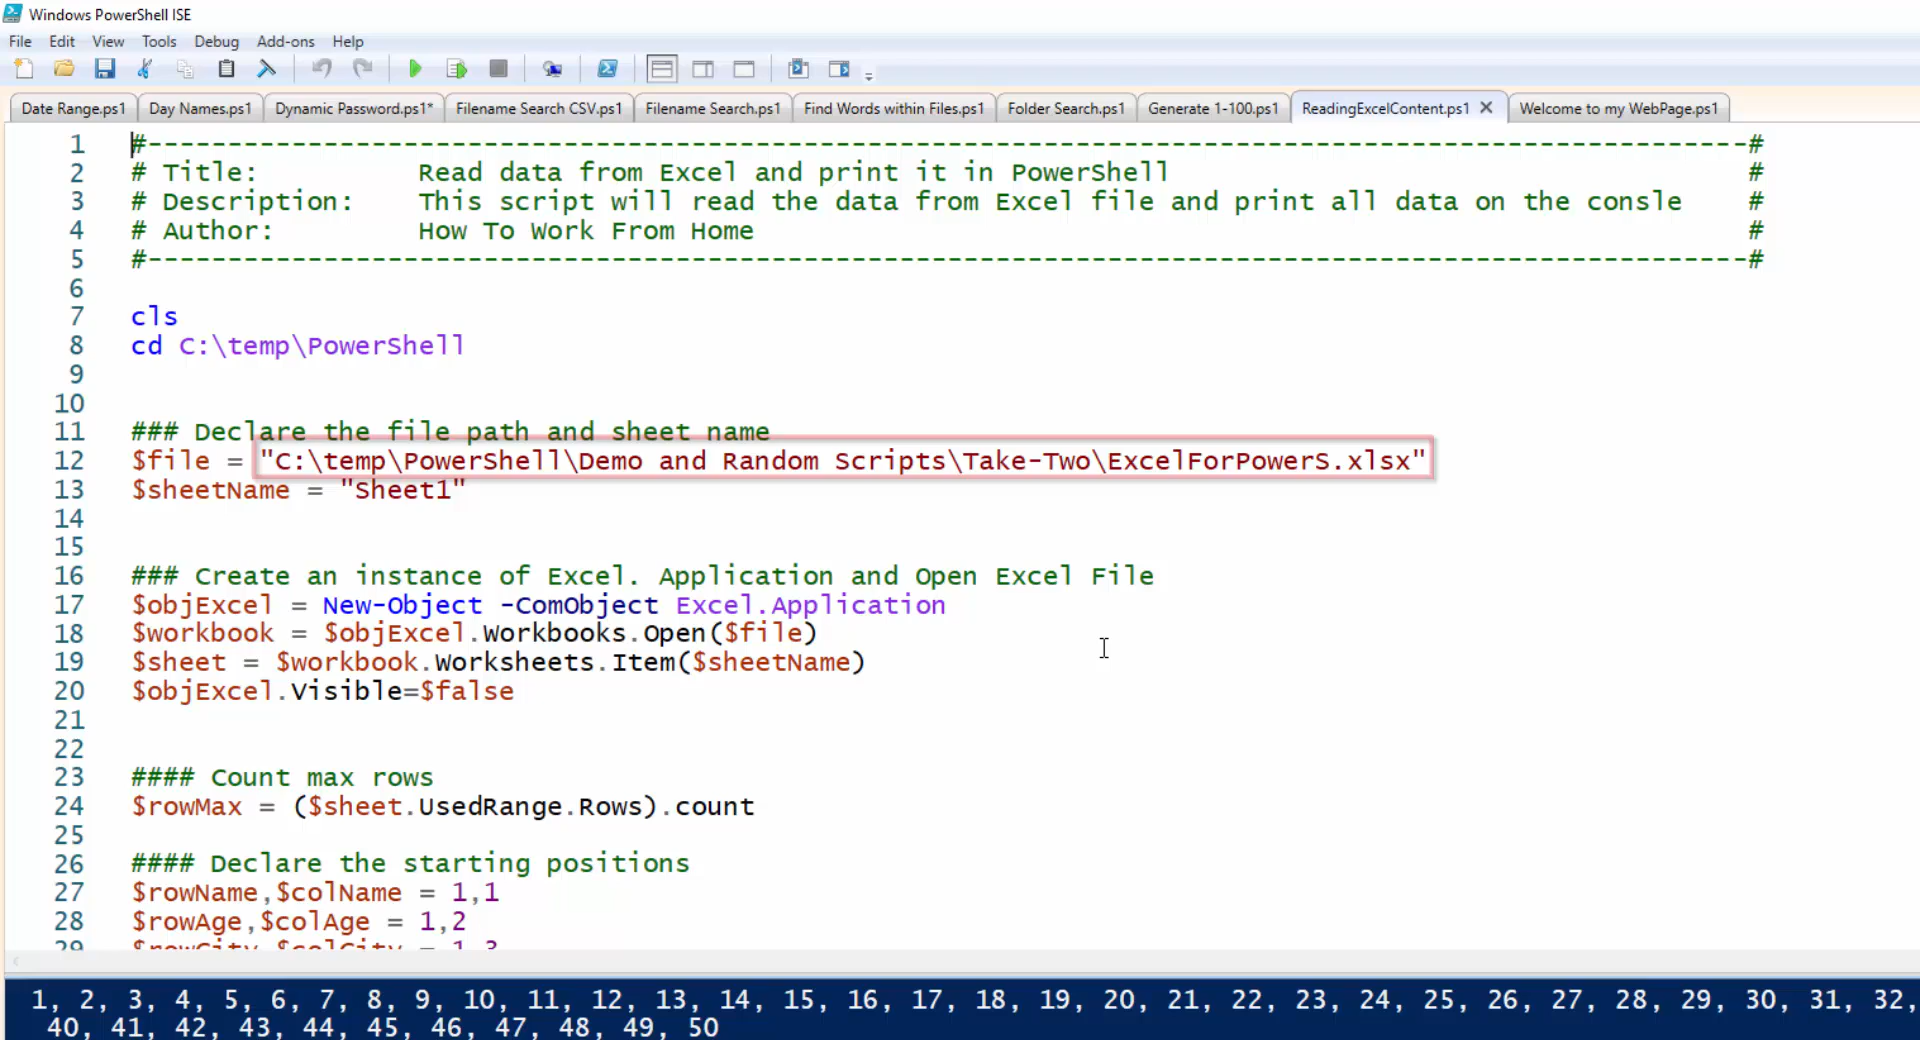 Windows PowerShell ISE
File Edit View Tools Debug Add-ons Help
Date Range.ps1 Day Names.ps1 Dynamic Password.ps1* Filename Search CSV.ps1 Filename Search.ps1 Find Words within Files.ps1 Folder Search.ps1 Generate 1-100.ps1 ReadingExcelContent.ps1 Welcome to my WebPage.ps1
1 #----------------------------------------------------------------------------------------------------#
2 # Title: Read data from Excel and print it in PowerShell #
3 # Description: This script will read the data from Excel file and print all data on the consle #
4 # Author: How To Work From Home #
5 #----------------------------------------------------------------------------------------------------#
6
7 cls
8 cd C:\temp\PowerShell
9
10
11 ### Declare the file path and sheet name
12 $file = "C:\temp\PowerShell\Demo and Random Scripts\Take-Two\ExcelForPowerS.xlsx"
13 $sheetName = "Sheet1"
14
15
16 ### Create an instance of Excel. Application and Open Excel File
17 $objExcel = New-Object -ComObject Excel.Application
18 $workbook = $objExcel.Workbooks.Open($file)
19 $sheet = $workbook.Worksheets.Item($sheetName)
20 $objExcel.Visible=$false
21
22
23 #### Count max rows
24 $rowMax = ($sheet.UsedRange.Rows).count
25
26 #### Declare the starting positions
27 $rowName,$colName = 1,1
28 $rowAge,$colAge = 1,2
29 $rowCity,$colCity = 1,3
1, 2, 3, 4, 5, 6, 7, 8, 9, 10, 11, 12, 13, 14, 15, 16, 17, 18, 19, 20, 21, 22, 23, 24, 25, 26, 27, 28, 29, 30, 31, 32,
40, 41, 42, 43, 44, 45, 46, 47, 48, 49, 50